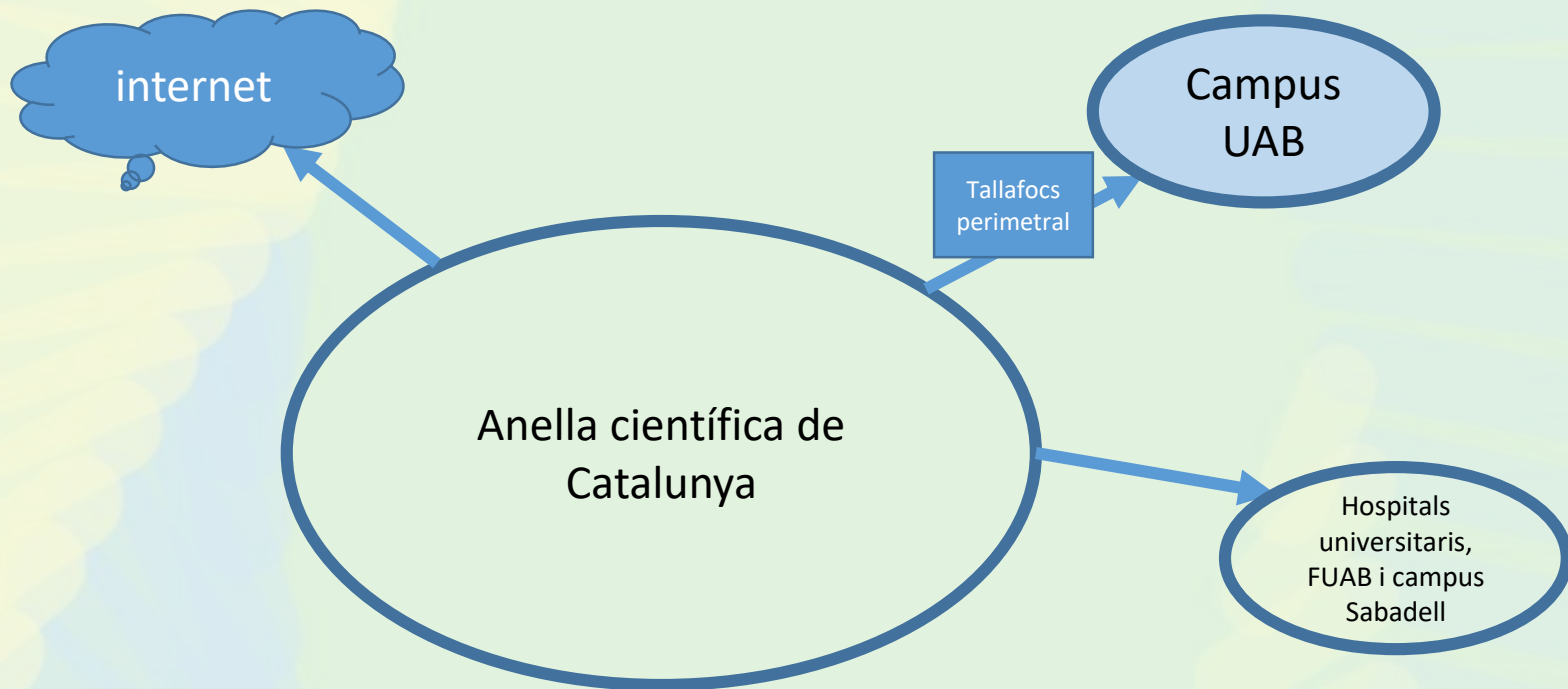 internet
Campus
UAB
Tallafocs
perimetral
Anella científica de
Catalunya
Hospitals
universitaris,
FUAB i campus
Sabadell